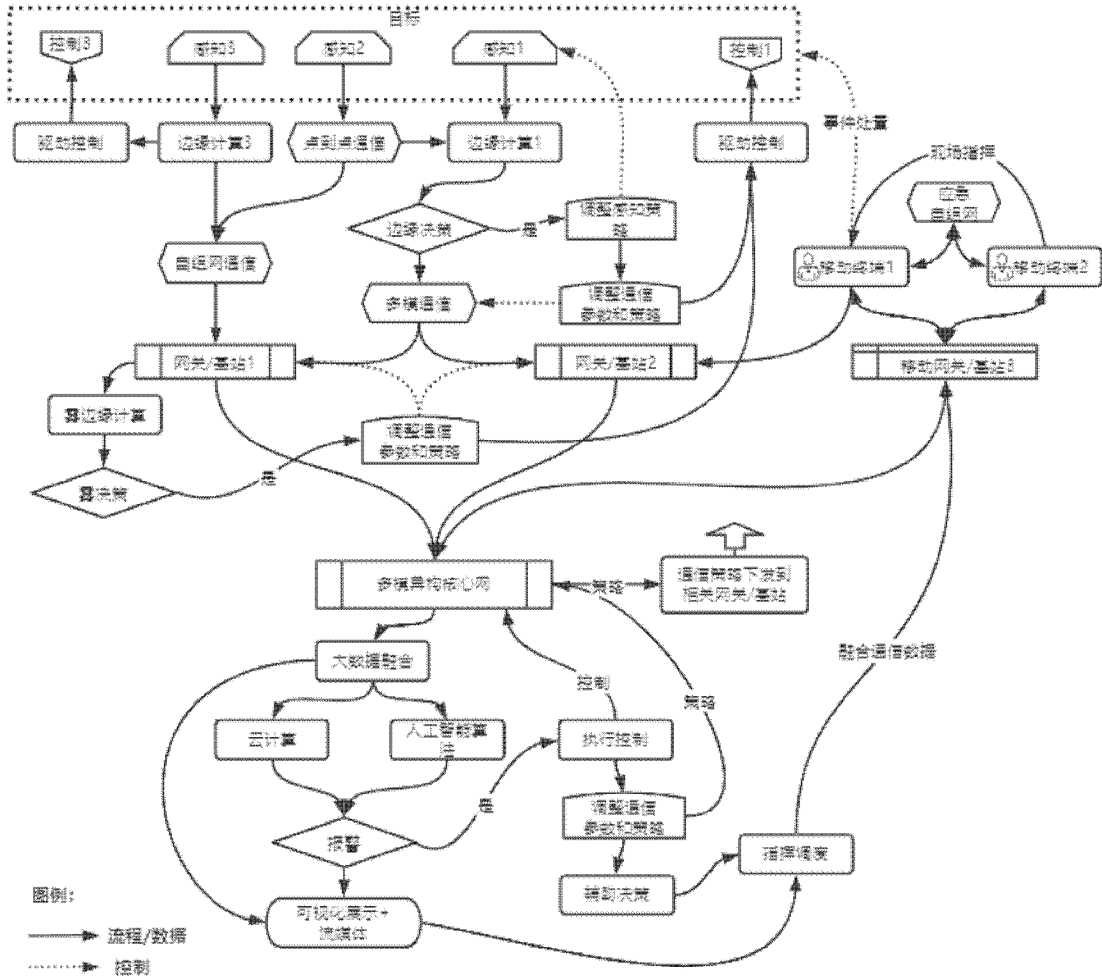 目标
控制3
感知3
感知2
感知1
控制1
事件处置
驱动控制
边缘计算3
点到点通信
边缘计算1
驱动控制
现场指挥
应急
自组网
边缘决策
是
调整感知策
略
自组网通信
移动终端1
移动终端2
多模通信
调整通信
参数和策略
网关/基站1
网关/基站2
移动网关/基站3
雾边缘计算
调整通信
参数和策略
雾决策
是
多模异构核心网
策略
通信策略下发到
相关网关/基站
大数据融合
控制
策略
融合通信数据
云计算
人工智能算
法
执行控制
是
调整通信
参数和策略
报警
指挥调度
辅助决策
图例:
可视化展示+
流媒体
流程/数据
控制